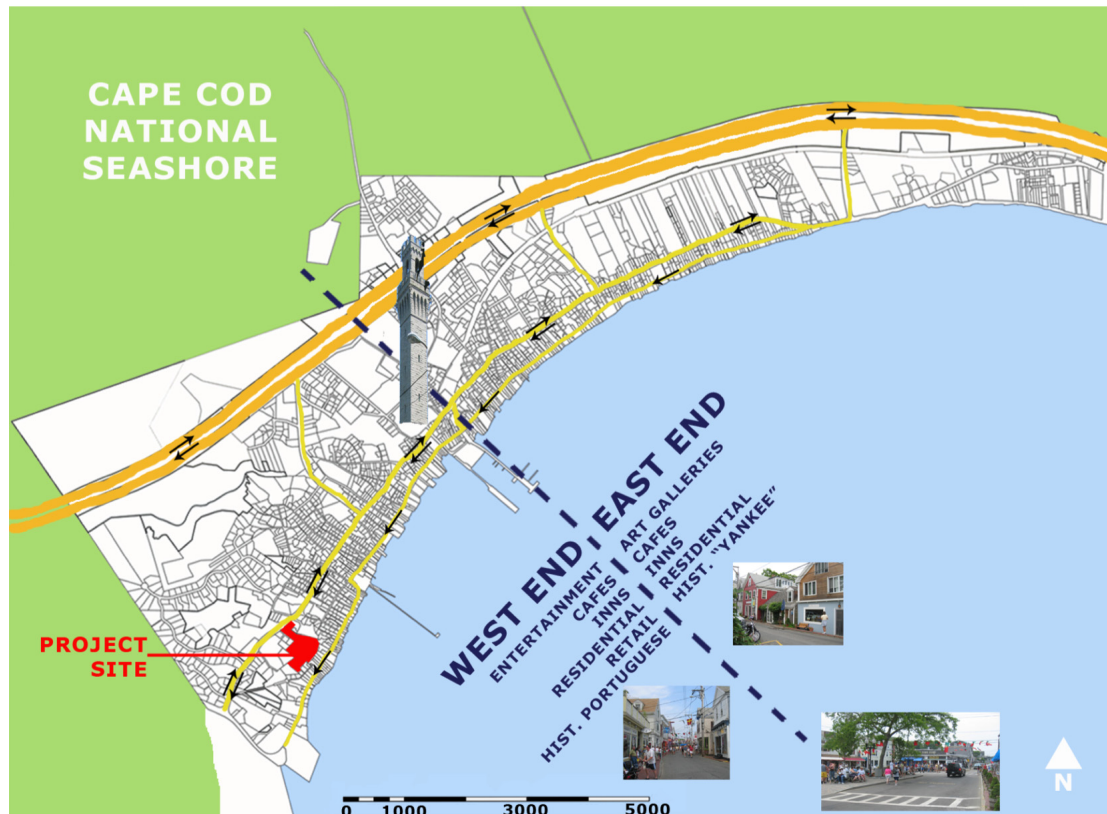 CAPE COD
NATIONAL
SEASHORE
WEST END
EAST END
ENTERTAINMENT
CAFES
INNS
RESIDENTIAL
RETAIL
HIST. PORTUGUESE
ART GALLERIES
CAFES
INNS
RESIDENTIAL
HIST. “YANKEE”
PROJECT
SITE
N
0 1000 3000 5000